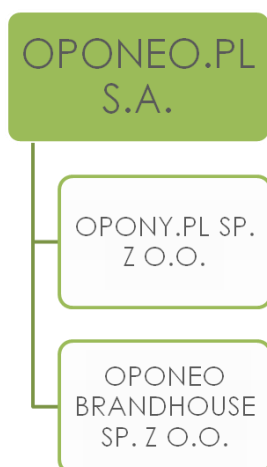 OPONEO.PL
S.A.
OPONY.PL SP.
Z O.O.
OPONEO
BRANDHOUSE
SP. Z O.O.